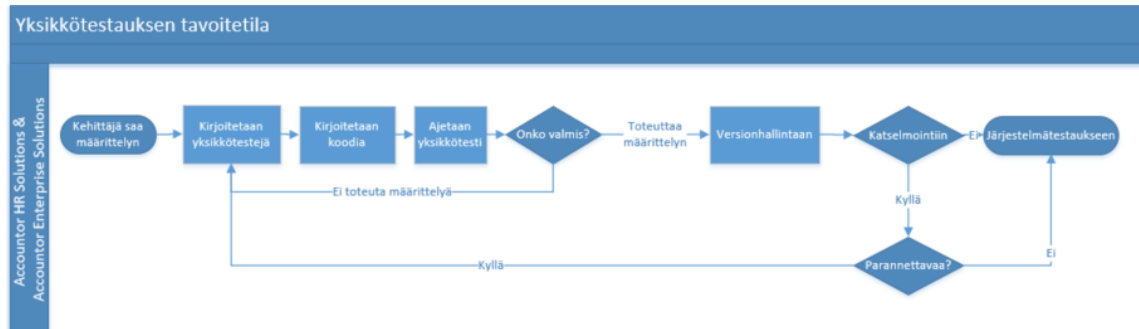 Yksikkötestauksen tavoitetila
Accountor HR Solutions &
Accountor Enterprise Solutions
Kehittäjä saa
määrittelyn
Kirjoitetaan
yksikkötestejä
Kirjoitetaan
koodia
Ajetaan
yksikkötesti
Onko valmis?
Toteuttaa
määrittelyn
Versionhallintaan
Katselmointiin
Ei
Järjestelmätestaukseen
Ei toteuta määrittelyä
Kyllä
Kyllä
Parannettavaa?
Ei